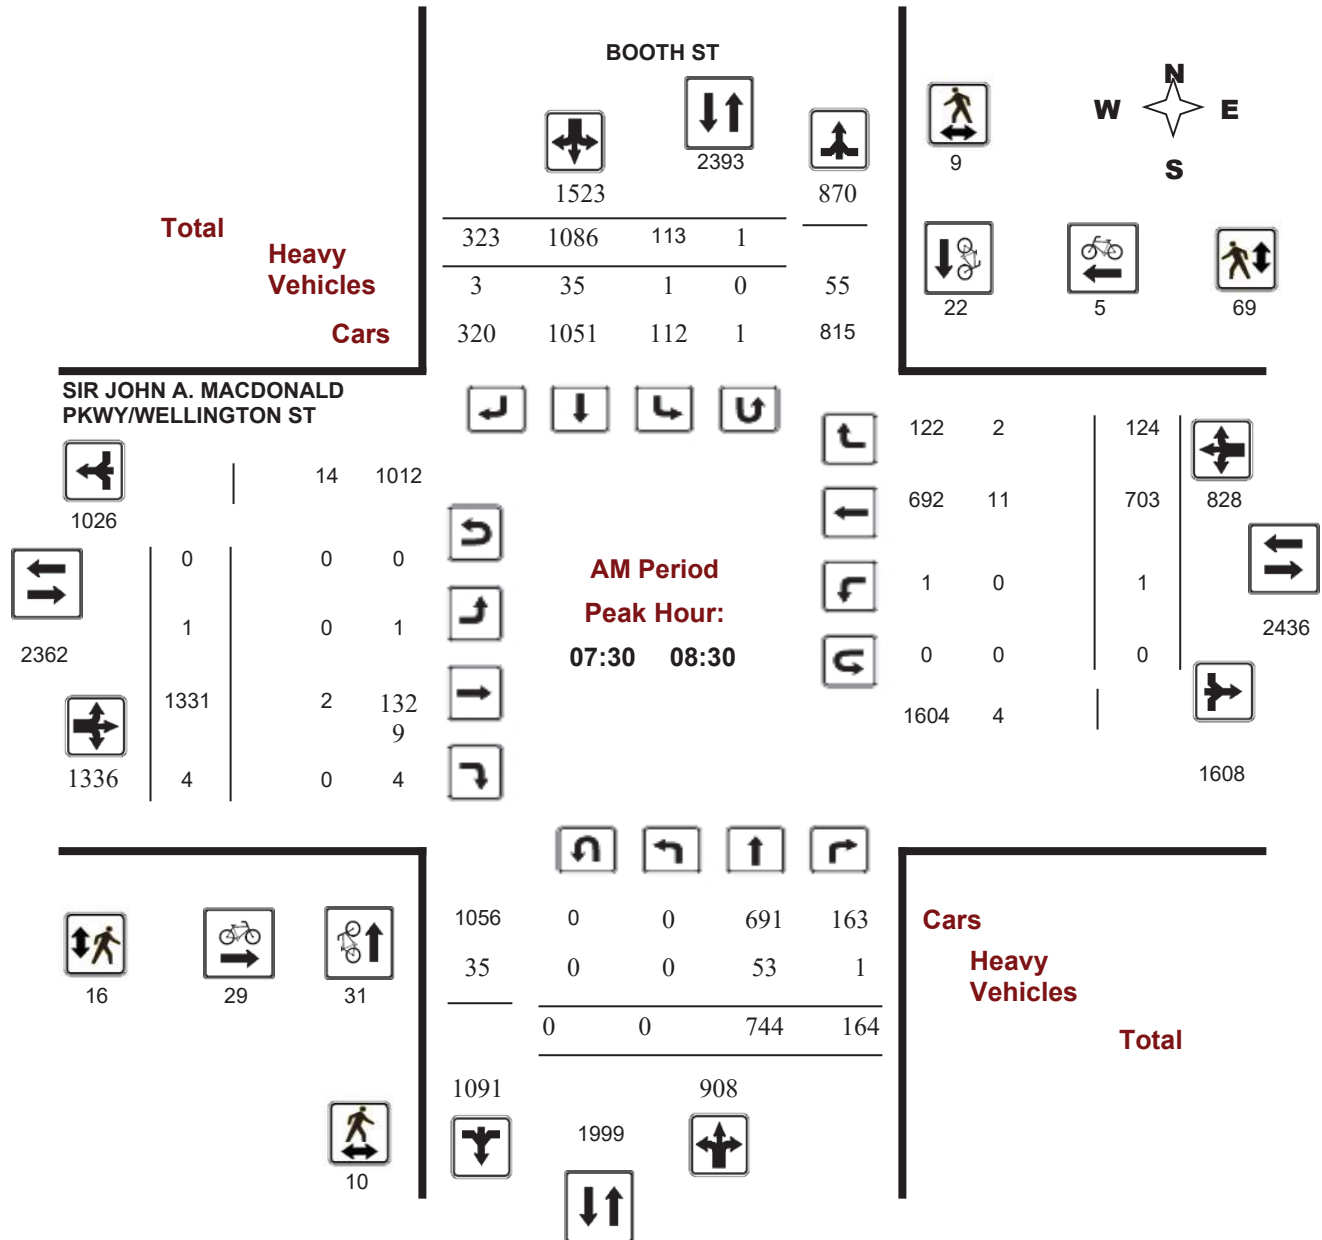 BOOTH ST
N
W E
S
2393
9
1523
870
Total
323 1086 113 1
Heavy
Vehicles
3 35 1 0 55
Cars
320 1051 112 1 815
22 5 69
SIR JOHN A. MACDONALD
PKWY/WELLINGTON ST
122 2 124
14 1012
692 11 703 828
1026
0 0 0
AM Period
1 0 1
Peak Hour:
1 0 1
2436
2362
07:30 08:30
0 0 0
1331 2 132
9
1604 4
1336 4 0 4
1608
1056 0 0 691 163
Cars
35 0 0 53 1
Heavy
Vehicles
16 29 31
0 0 744 164
Total
1091 908
1999
10